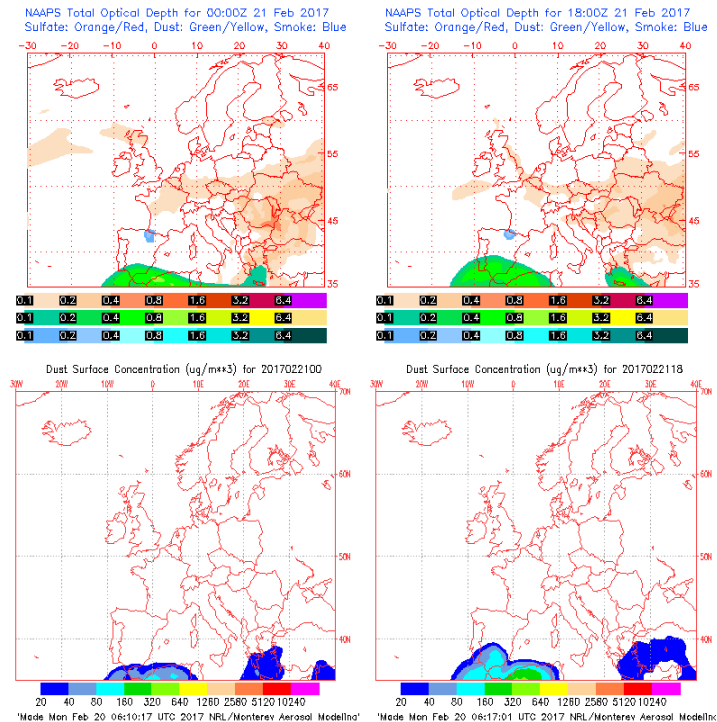 NAAPS Total Optical Depth for 00:00Z 21 Feb 2017
Sulfate: Orange/Red, Dust: Green/Yellow, Smoke: Blue
-30 -20 -10 0 10 20 30 40
65
55
45
35
0.1 0.2 0.4 0.8 1.6 3.2 6.4
0.1 0.2 0.4 0.8 1.6 3.2 6.4
0.1 0.2 0.4 0.8 1.6 3.2 6.4
NAAPS Total Optical Depth for 18:00Z 21 Feb 2017
Sulfate: Orange/Red, Dust: Green/Yellow, Smoke: Blue
-30 -20 -10 0 10 20 30 40
65
55
45
35
0.1 0.2 0.4 0.8 1.6 3.2 6.4
0.1 0.2 0.4 0.8 1.6 3.2 6.4
0.1 0.2 0.4 0.8 1.6 3.2 6.4
Dust Surface Concentration (ug/m**3) for 2017022100
30W 20W 10W 0 10E 20E 30E 40E
70N
60N
50N
40N
20 40 80 160 320 640 1280 2580 5120 10240
'Made Mon Feb 20 06:10:17 UTC 2017 NRL/Monterey Aerosol Modeling'
Dust Surface Concentration (ug/m**3) for 2017022118
30W 20W 10W 0 10E 20E 30E 40E
70N
60N
50N
40N
20 40 80 160 320 640 1280 2580 5120 10240
'Made Mon Feb 20 06:17:01 UTC 2017 NRL/Monterey Aerosol Modeling'